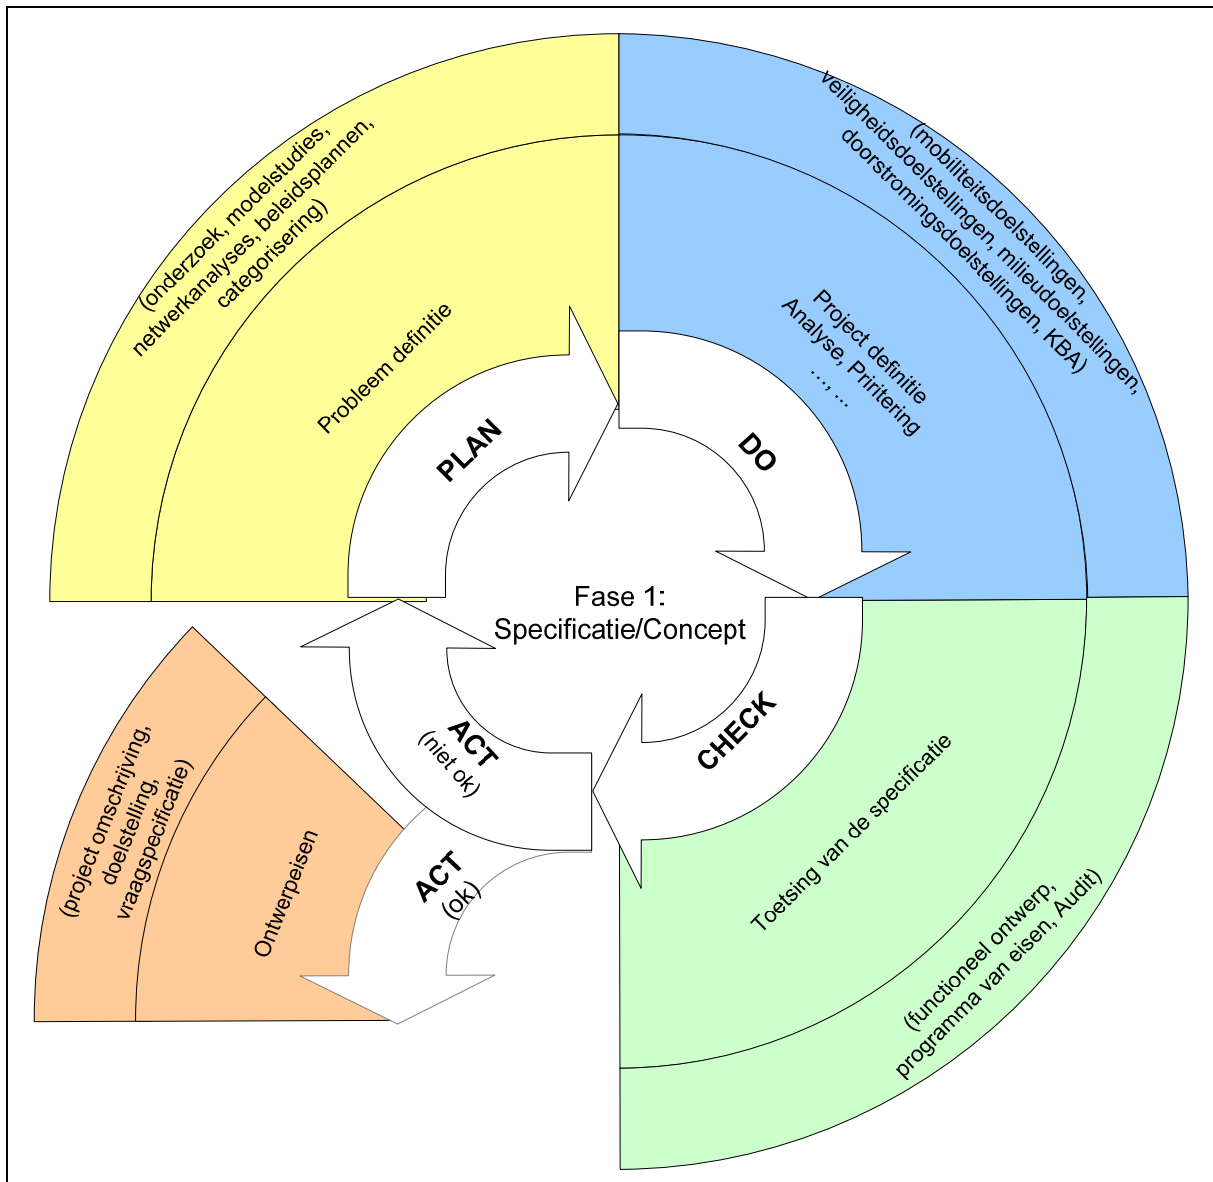 (onderzoek, modelstudies,
netwerkanalyses, beleidsplannen,
categorisering)
Probleem definitie
PLAN
(mobiliteitsdoelstellingen,
veiligheidsdoelstellingen, milieudoelstellingen,
doorstromingsdoelstellingen, KBA)
Project definitie
Analyse, Priritering
…, ...
DO
Fase 1:
Specificatie/Concept
CHECK
Toetsing van de specificatie
(functioneel ontwerp,
programma van eisen, Audit)
ACT
(niet ok)
ACT
(ok)
Ontwerpeisen
(project omschrijving,
doelstelling,
vraagspecificatie)